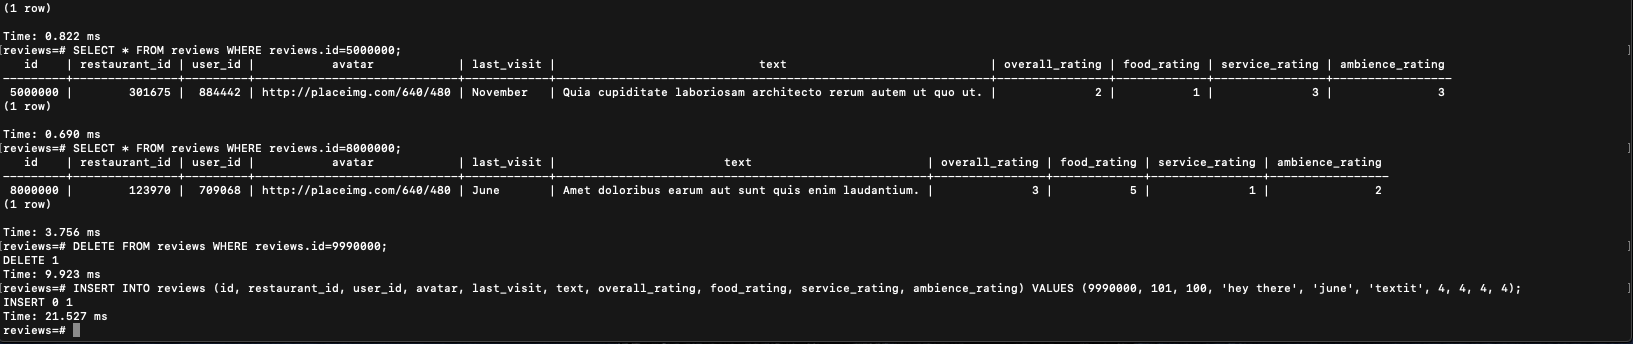 (1 row)

Time: 0.822 ms
[reviews=# SELECT * FROM reviews WHERE reviews.id=5000000; ]
   id    | restaurant_id | user_id |           avatar            | last_visit |                             text                             | overall_rating | food_rating | service_rating | ambience_rating
---------+---------------+---------+-----------------------------+------------+--------------------------------------------------------------+----------------+-------------+----------------+-----------------
 5000000 |        301675 |  884442 | http://placeimg.com/640/480 | November   | Quia cupiditate laboriosam architecto rerum autem ut quo ut. |              2 |           1 |              3 |               3
(1 row)

Time: 0.690 ms
[reviews=# SELECT * FROM reviews WHERE reviews.id=8000000; ]
   id    | restaurant_id | user_id |           avatar            | last_visit |                        text                         | overall_rating | food_rating | service_rating | ambience_rating
---------+---------------+---------+-----------------------------+------------+-----------------------------------------------------+----------------+-------------+----------------+-----------------
 8000000 |        123970 |  709068 | http://placeimg.com/640/480 | June       | Amet doloribus earum aut sunt quis enim laudantium. |              3 |           5 |              1 |               2
(1 row)

Time: 3.756 ms
[reviews=# DELETE FROM reviews WHERE reviews.id=9990000; ]
DELETE 1
Time: 9.923 ms
[reviews=# INSERT INTO reviews (id, restaurant_id, user_id, avatar, last_visit, text, overall_rating, food_rating, service_rating, ambience_rating) VALUES (9990000, 101, 100, 'hey there', 'june', 'textit', 4, 4, 4, 4); ]
INSERT 0 1
Time: 21.527 ms
reviews=#